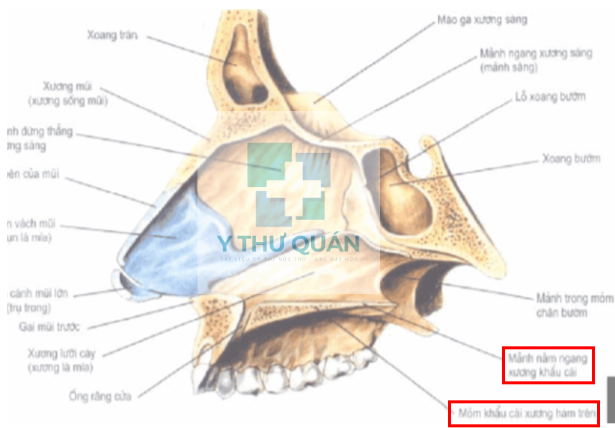 Xoang trán
Mào gà xương sàng
Mảnh ngang xương sàng
(mảnh sàng)
Xương mũi
(xương sống mũi)
Lỗ xoang bướm
nh đứng thẳng
ơng sàng
Xoang bướm
bên của mũi
n vách mũi
ụn lá mía)
Y THƯ QUÁN
cánh mũi lớn
(trụ trong)
Gai mũi trước
Mảnh trong mỏm
chân bướm
Xương lưỡi cày
(xương lá mía)
Mảnh nằm ngang
xương khẩu cái
Ống răng cửa
Mỏm khẩu cái xương hàm trên